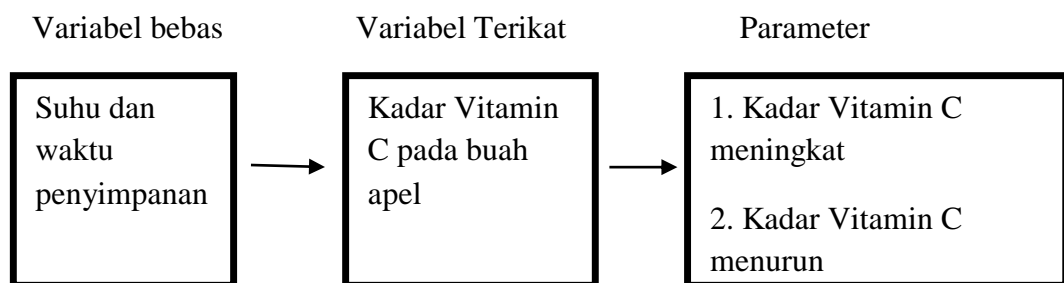 Variabel bebas
Variabel Terikat
Parameter
Suhu dan
waktu
penyimpanan
Kadar Vitamin
C pada buah
apel
1. Kadar Vitamin C
meningkat
2. Kadar Vitamin C
menurun